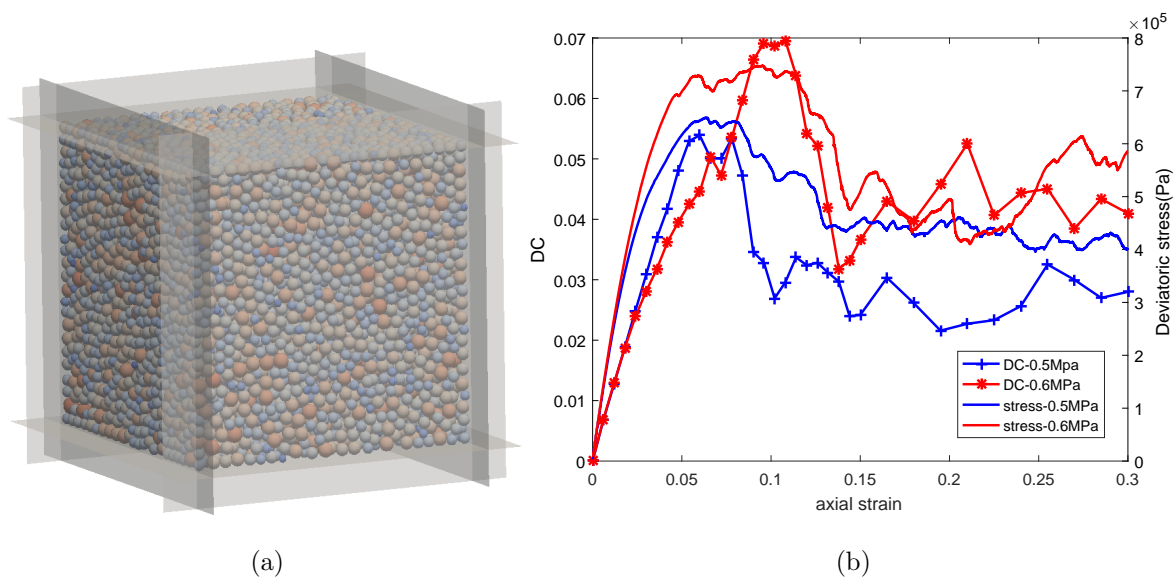 ×10⁵
0.07
0.06
0.05
0.04
0.03
0.02
0.01
0
DC
8
7
6
5
4
3
2
1
0
Deviatoric stress(Pa)
DC-0.5Mpa
DC-0.6MPa
stress-0.5MPa
stress-0.6MPa
0 0.05 0.1 0.15 0.2 0.25 0.3
axial strain
(a) (b)